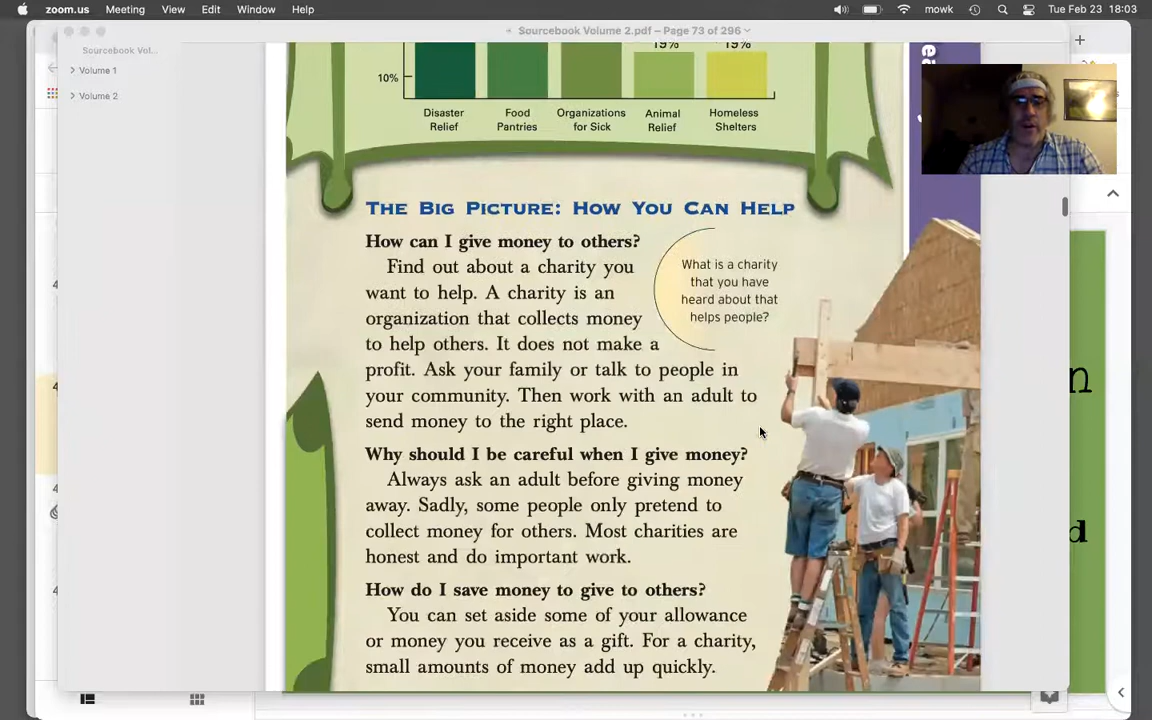 zoom.us Meeting View Edit Window Help
mowk Tue Feb 23 18:03
Sourcebook Volume 2.pdf – Page 73 of 296
Sourcebook Vol...
Volume 1
Volume 2
19% 19%
10%
Disaster
Relief
Food
Pantries
Organizations
for Sick
Animal
Relief
Homeless
Shelters
THE BIG PICTURE: HOW YOU CAN HELP
How can I give money to others?
Find out about a charity you
want to help. A charity is an
organization that collects money
to help others. It does not make a
profit. Ask your family or talk to people in
your community. Then work with an adult to
send money to the right place.
What is a charity
that you have
heard about that
helps people?
Why should I be careful when I give money?
Always ask an adult before giving money
away. Sadly, some people only pretend to
collect money for others. Most charities are
honest and do important work.
How do I save money to give to others?
You can set aside some of your allowance
or money you receive as a gift. For a charity,
small amounts of money add up quickly.